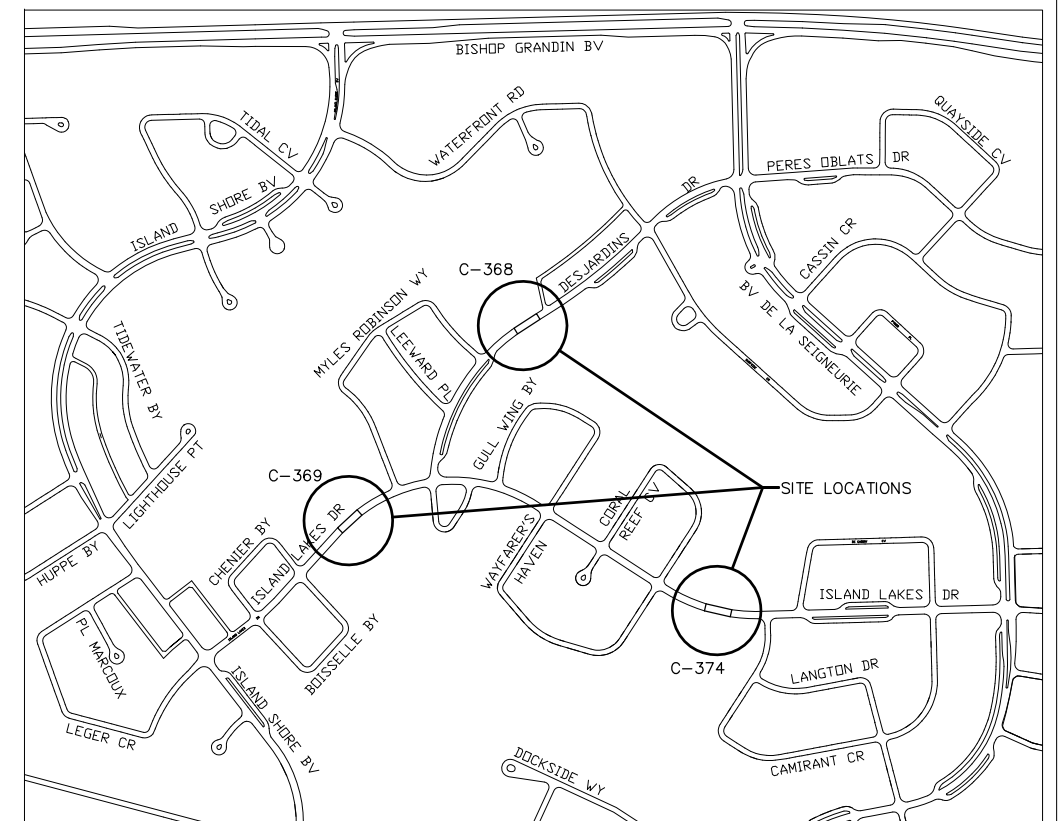 BISHOP GRANDIN BV
WATERFRONT RD
QUAYSIDE CV
TIDAL CV
PERES OBLATS DR
SHORE BV
ISLAND
DESJARDINS DR
CASSIN CR
C-368
BV DE LA SEIGNEURIE
MYLES ROBINSON WY
LEEWARD PL
TIDEWATER BY
GULL WING BY
LIGHTHOUSE PT
C-369
SITE LOCATIONS
CORAL
REEF CV
ISLAND LAKES DR
CHENIER BY
WAYFARER'S
HAVEN
HUPPE BY
ISLAND LAKES DR
PL MARCOUX
BOISSELLE BY
C-374
LANGTON DR
ISLAND SHORE BV
LEGER CR
CAMIRANT CR
DOCKSIDE WY